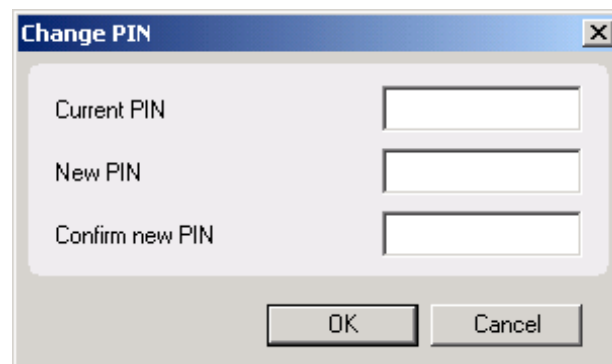 Change PIN
Current PIN
New PIN
Confirm new PIN
OK Cancel